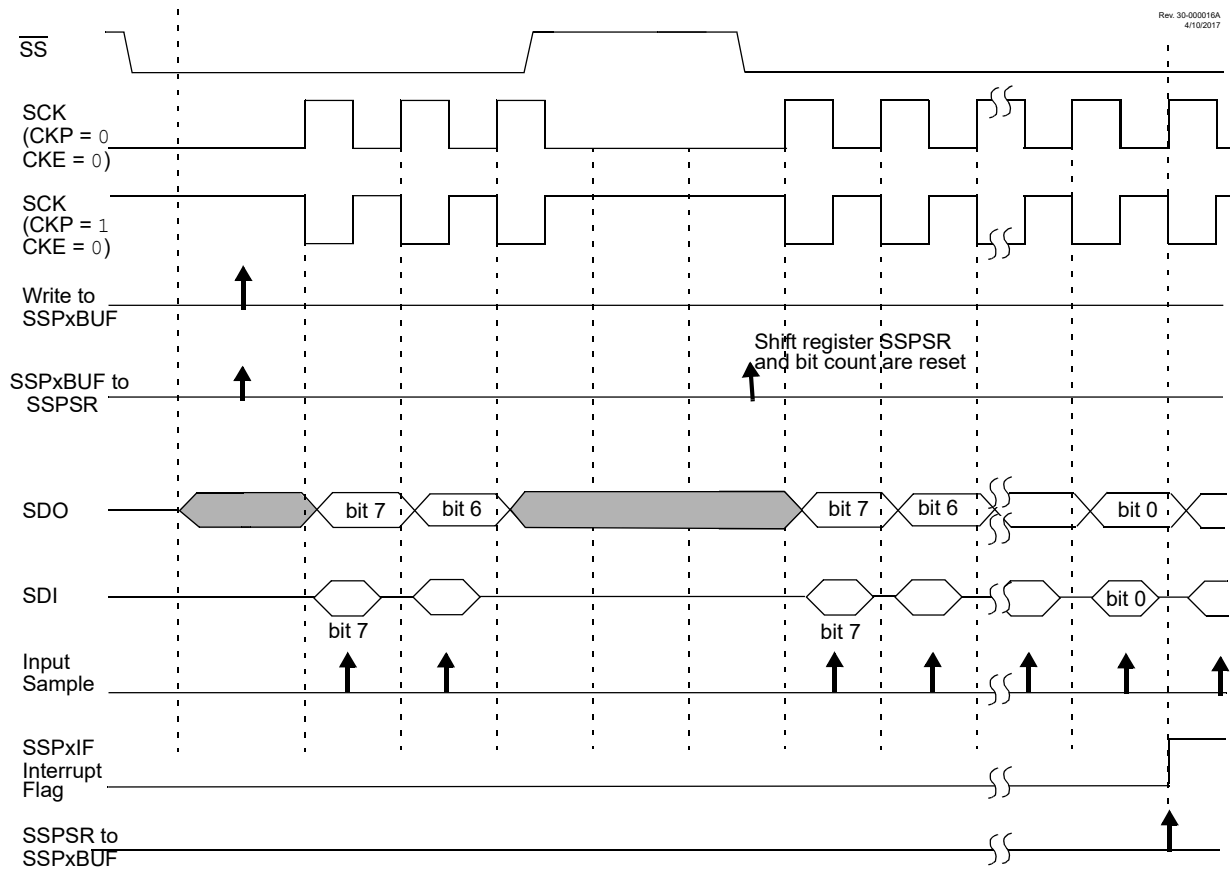 Rev. 30-000016A
4/10/2017
SS
SCK
(CKP = 0
CKE = 0)
SCK
(CKP = 1
CKE = 0)
Write to
SSPxBUF
Shift register SSPSR
and bit count are reset
SSPxBUF to
SSPSR
SDO
bit 7
bit 6
bit 7
bit 6
bit 0
SDI
bit 0
bit 7
bit 7
Input
Sample
SSPxIF
Interrupt
Flag
SSPSR to
SSPxBUF